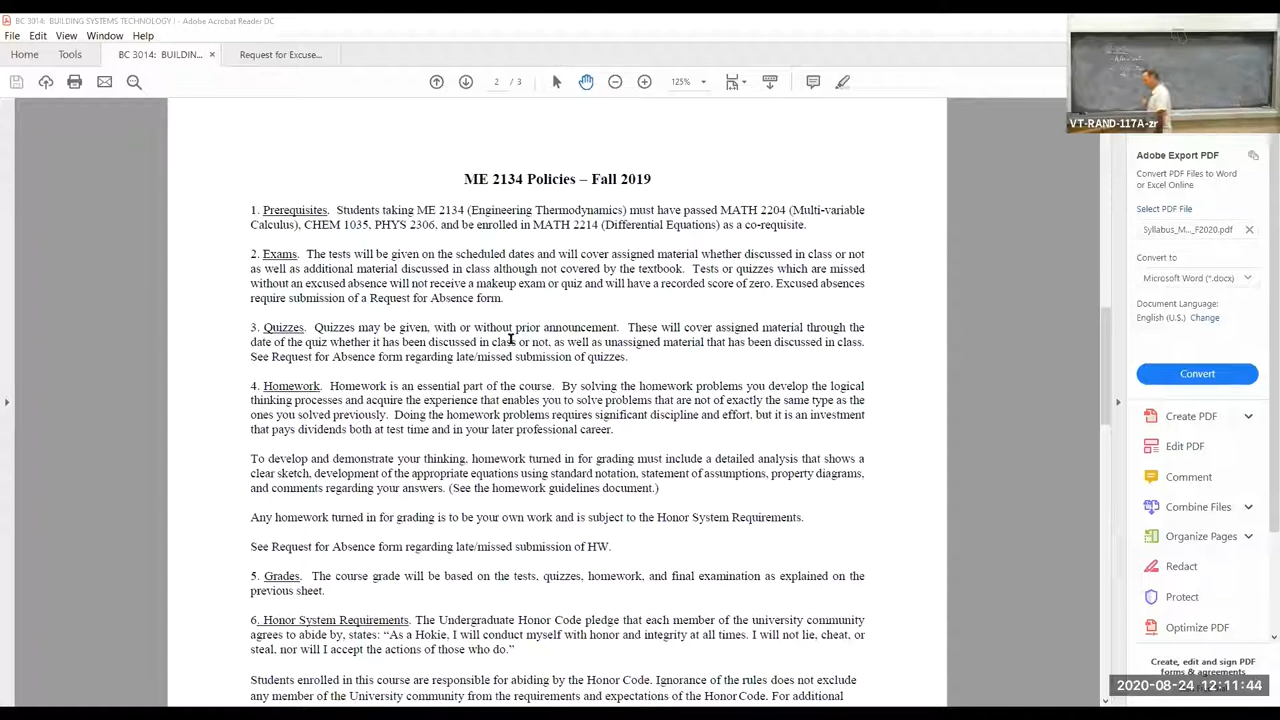 BC 3014: BUILDING SYSTEMS TECHNOLOGY I - Adobe Acrobat Reader DC
File Edit View Window Help
Home Tools BC 3014: BUILDIN... × Request for Excuse...
2 / 3 125%
VT-RAND-117A-zr
ME 2134 Policies – Fall 2019
1. Prerequisites. Students taking ME 2134 (Engineering Thermodynamics) must have passed MATH 2204 (Multi-variable
Calculus), CHEM 1035, PHYS 2306, and be enrolled in MATH 2214 (Differential Equations) as a co-requisite.
2. Exams. The tests will be given on the scheduled dates and will cover assigned material whether discussed in class or not
as well as additional material discussed in class although not covered by the textbook. Tests or quizzes which are missed
without an excused absence will not receive a makeup exam or quiz and will have a recorded score of zero. Excused absences
require submission of a Request for Absence form.
3. Quizzes. Quizzes may be given, with or without prior announcement. These will cover assigned material through the
date of the quiz whether it has been discussed in class or not, as well as unassigned material that has been discussed in class.
See Request for Absence form regarding late/missed submission of quizzes.
4. Homework. Homework is an essential part of the course. By solving the homework problems you develop the logical
thinking processes and acquire the experience that enables you to solve problems that are not of exactly the same type as the
ones you solved previously. Doing the homework problems requires significant discipline and effort, but it is an investment
that pays dividends both at test time and in your later professional career.
To develop and demonstrate your thinking, homework turned in for grading must include a detailed analysis that shows a
clear sketch, development of the appropriate equations using standard notation, statement of assumptions, property diagrams,
and comments regarding your answers. (See the homework guidelines document.)
Any homework turned in for grading is to be your own work and is subject to the Honor System Requirements.
See Request for Absence form regarding late/missed submission of HW.
5. Grades. The course grade will be based on the tests, quizzes, homework, and final examination as explained on the
previous sheet.
6. Honor System Requirements. The Undergraduate Honor Code pledge that each member of the university community
agrees to abide by, states: “As a Hokie, I will conduct myself with honor and integrity at all times. I will not lie, cheat, or
steal, nor will I accept the actions of those who do.”
Students enrolled in this course are responsible for abiding by the Honor Code. Ignorance of the rules does not exclude
any member of the University community from the requirements and expectations of the Honor Code. For additional
Adobe Export PDF
Convert PDF Files to Word
or Excel Online
Select PDF File
Syllabus_M..._F2020.pdf ×
Convert to
Microsoft Word (*.docx)
Document Language:
English (U.S.) Change
Convert
Create PDF
Edit PDF
Comment
Combine Files
Organize Pages
Redact
Protect
Optimize PDF
Create, edit and sign PDF
forms & agreements
2020-08-24 12:11:44